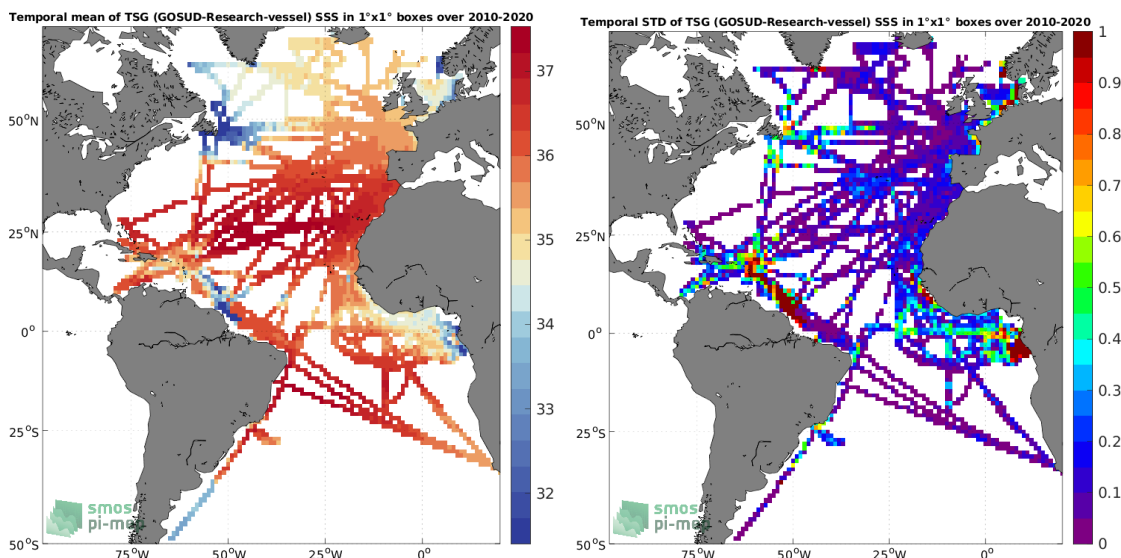 Temporal mean of TSG (GOSUD-Research-vessel) SSS in 1°x1° boxes over 2010-2020
50°N
25°N
0°
25°S
50°S
75°W
50°W
25°W
0°
37
36
35
34
33
32
smos
pi-mep
Temporal STD of TSG (GOSUD-Research-vessel) SSS in 1°x1° boxes over 2010-2020
50°N
25°N
0°
25°S
50°S
75°W
50°W
25°W
0°
1
0.9
0.8
0.7
0.6
0.5
0.4
0.3
0.2
0.1
0
smos
pi-mep